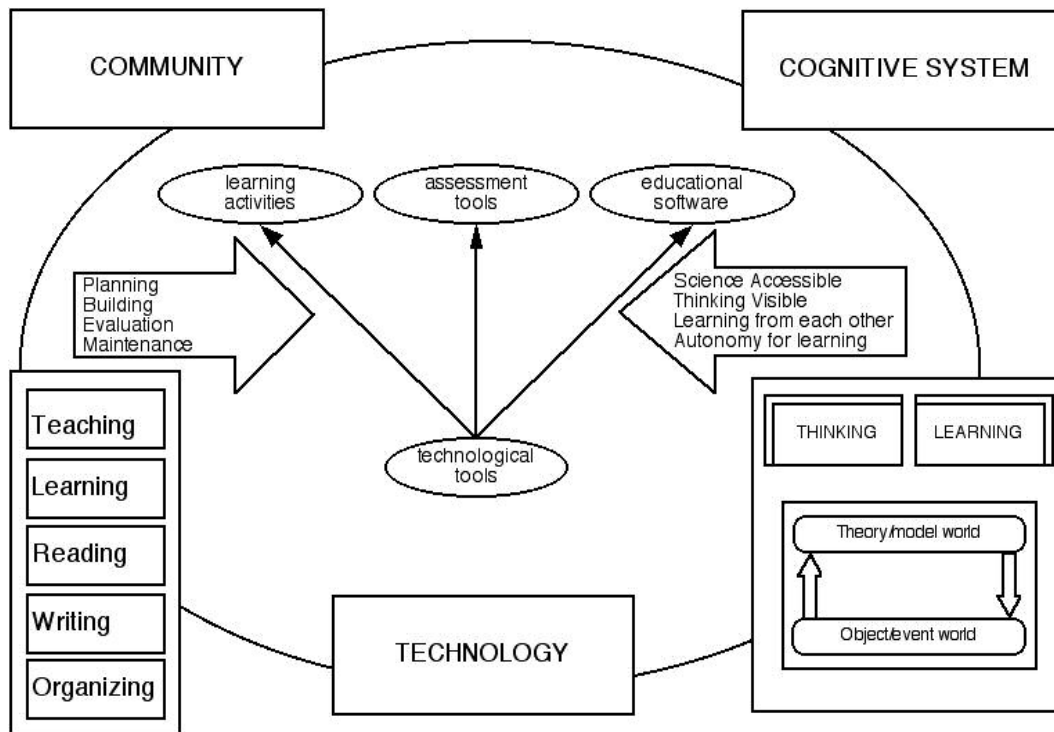 COMMUNITY
COGNITIVE SYSTEM
learning
activities
assessment
tools
educational
software
Planning
Building
Evaluation
Maintenance
Science Accessible
Thinking Visible
Learning from each other
Autonomy for learning
Teaching
Learning
Reading
Writing
Organizing
technological
tools
THINKING
LEARNING
Theory/model world
Object/event world
TECHNOLOGY